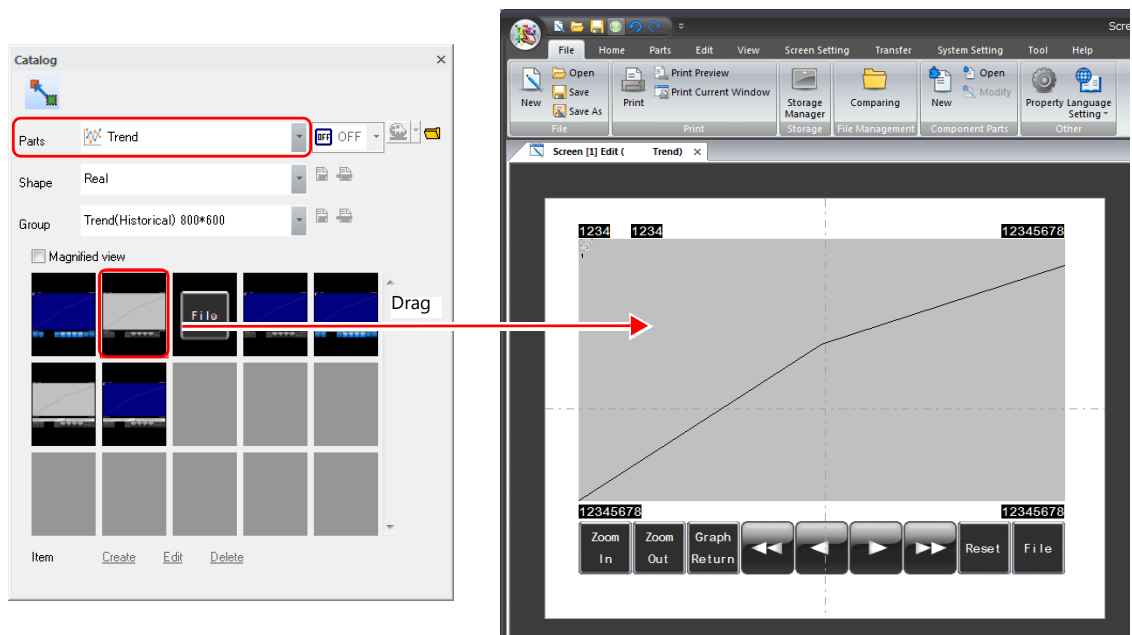 Catalog
Parts Trend OFF OFF
Shape Real
Group Trend(Historical) 800*600
Magnified view
File
Drag
Item Create Edit Delete
Scre
File Home Parts Edit View Screen Setting Transfer System Setting Tool Help
New
Open
Save
Save As
File
Print
Print Preview
Print Current Window
Print
Storage
Manager
Storage
Comparing
File Management
New
Open
Modify
Component Parts
Property
Language
Setting
Other
Screen [1] Edit ( Trend) ×
1234 1234 12345678
1
12345678 12345678
Zoom
In
Zoom
Out
Graph
Return
Reset
File